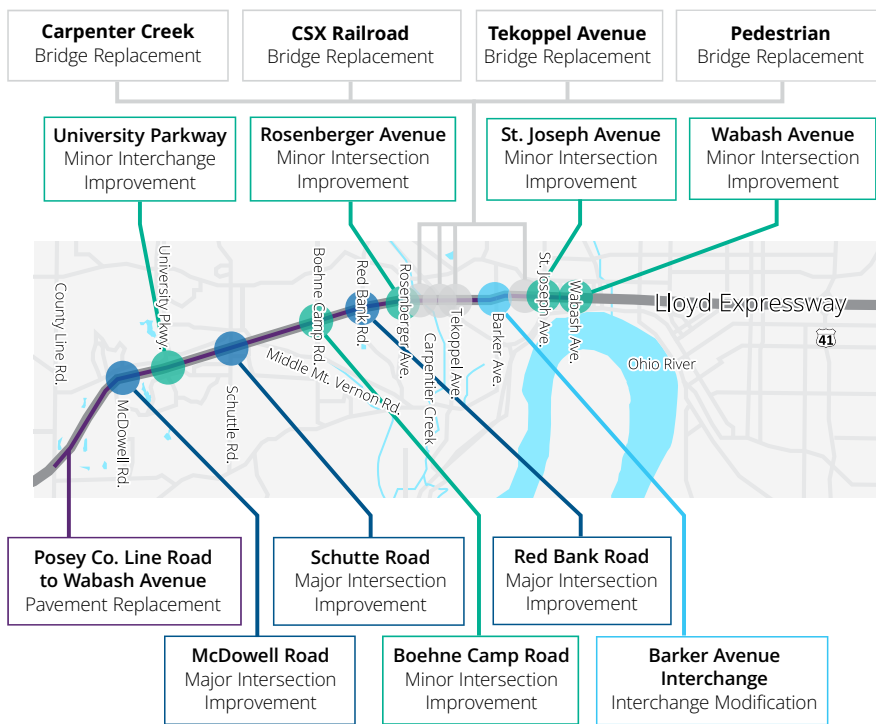 Carpenter Creek
Bridge Replacement
CSX Railroad
Bridge Replacement
Tekoppel Avenue
Bridge Replacement
Pedestrian
Bridge Replacement
University Parkway
Minor Interchange
Improvement
Rosenberger Avenue
Minor Intersection
Improvement
St. Joseph Avenue
Minor Intersection
Improvement
Wabash Avenue
Minor Intersection
Improvement
County Line Rd.
McDowell Rd.
University Pkwy.
Schuttle Rd.
Middle Mt. Vernon Rd.
Boehne Camp Rd.
Red Bank Rd.
Rosenberger Ave.
Carpentier Creek
Tekoppel Ave.
Barker Ave.
St. Joseph Ave.
Wabash Ave.
Lloyd Expressway
41
Ohio River
Posey Co. Line Road
to Wabash Avenue
Pavement Replacement
Schutte Road
Major Intersection
Improvement
Red Bank Road
Major Intersection
Improvement
McDowell Road
Major Intersection
Improvement
Boehne Camp Road
Minor Intersection
Improvement
Barker Avenue
Interchange
Interchange Modification